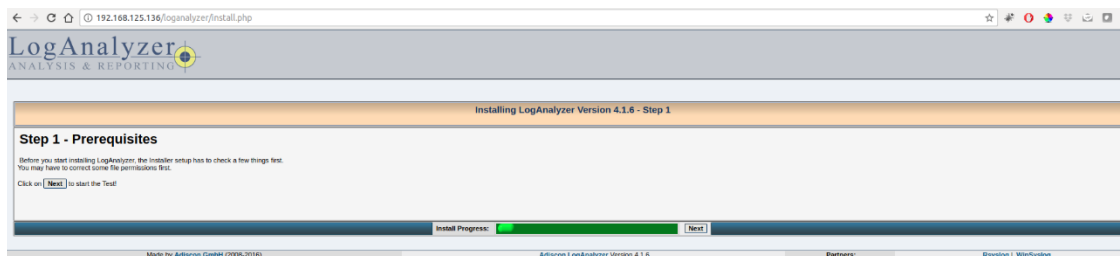 192.168.125.136/loganalyzer/install.php
LogAnalyzer
ANALYSIS & REPORTING
Installing LogAnalyzer Version 4.1.6 - Step 1
Step 1 - Prerequisites
Before you start installing LogAnalyzer, the Installer setup has to check a few things first.
You may have to correct some file permissions first.
Click on Next to start the Test!
Install Progress: Next
Made by Adiscon GmbH (2008-2016) Adiscon LogAnalyzer Version 4.1.6 Partners: Rsyslog | WinSyslog